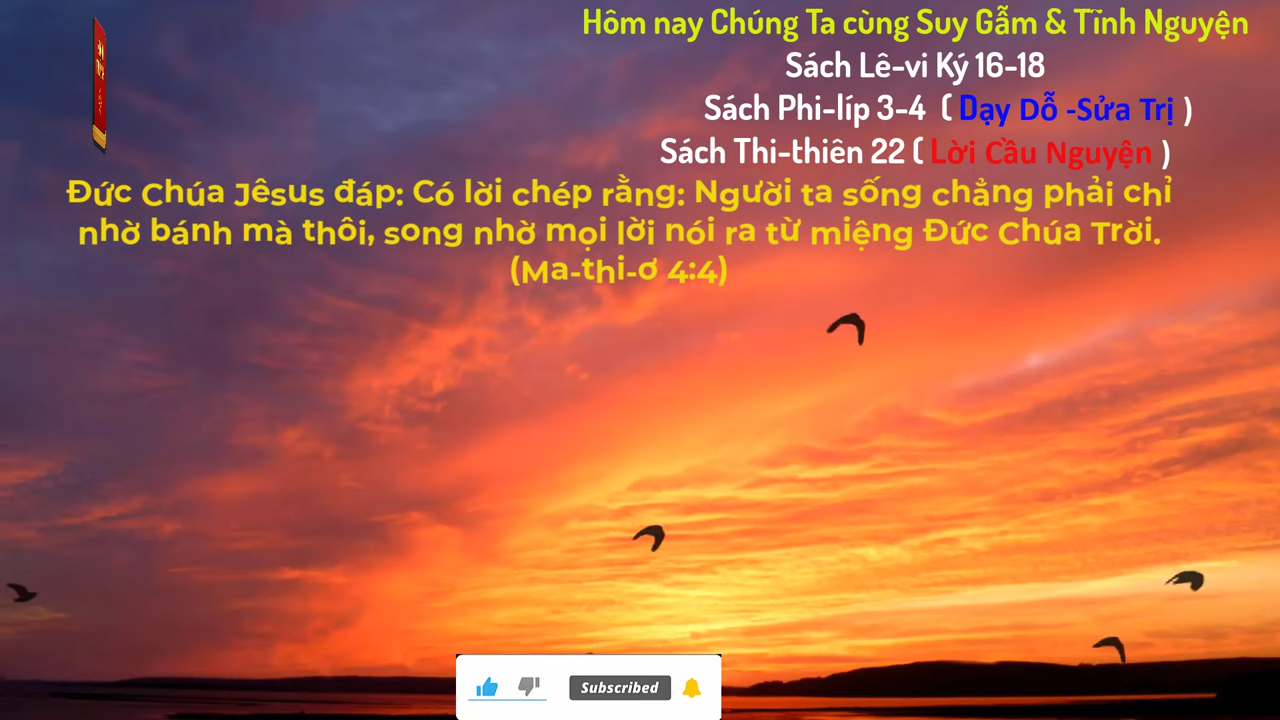 Hôm nay Chúng Ta cùng Suy Gẫm & Tĩnh Nguyện
Sách Lê-vi Ký 16-18
Sách Phi-líp 3-4 ( Dạy Dỗ -Sửa Trị )
Sách Thi-thiên 22 ( Lời Cầu Nguyện )
Đức Chúa Jêsus đáp: Có lời chép rằng: Người ta sống chẳng phải chỉ
nhờ bánh mà thôi, song nhờ mọi lời nói ra từ miệng Đức Chúa Trời.
(Ma-thi-ơ 4:4)
Subscribed